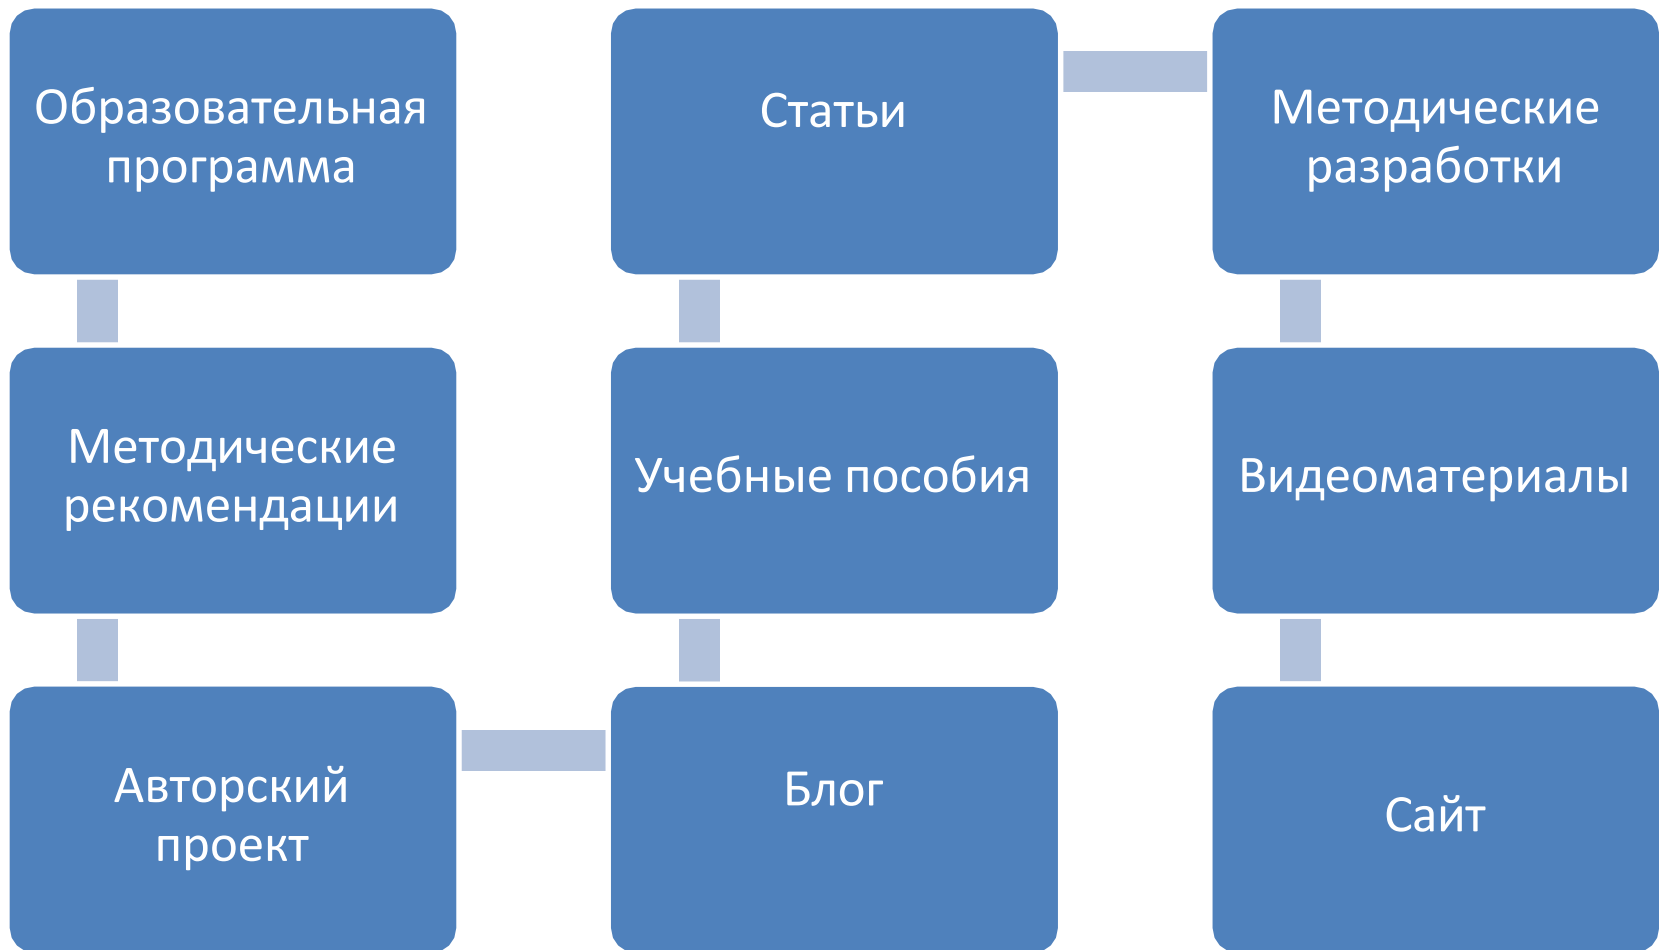 Образовательная
программа
Методические
рекомендации
Авторский
проект
Блог
Учебные пособия
Статьи
Методические
разработки
Видеоматериалы
Сайт